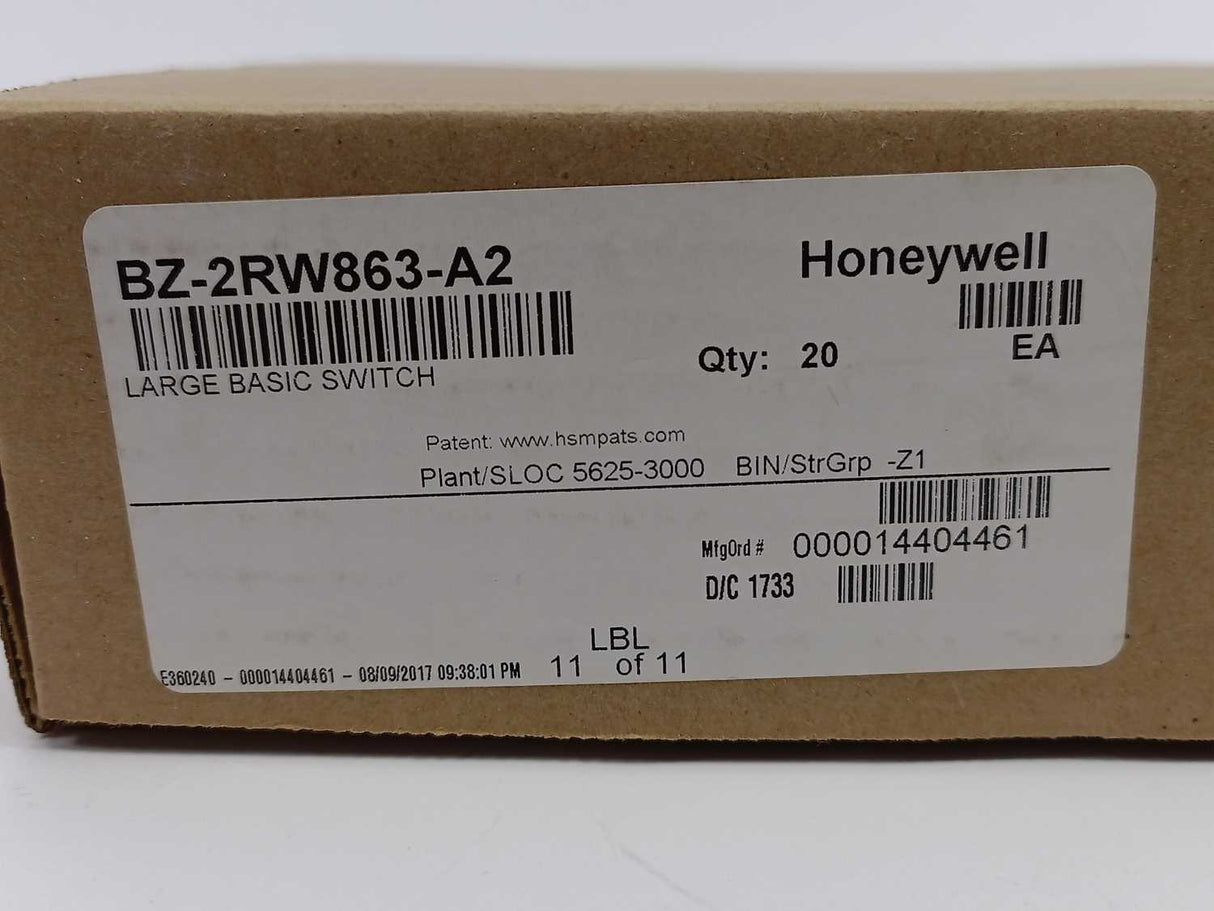 BZ-2RW863-A2
Honeywell
LARGE BASIC SWITCH
Qty: 20
EA
Patent: www.hsmpats.com
Plant/SLOC 5625-3000 BIN/StrGrp -Z1
MfgOrd # 000014404461
D/C 1733
LBL
E360240 - 000014404461 - 08/09/2017 09:38:01 PM 11 of 11